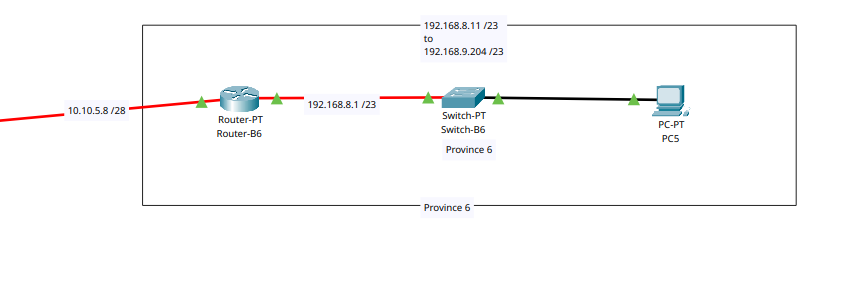 192.168.8.11 /23
to
192.168.9.204 /23
10.10.5.8 /28
192.168.8.1 /23
Router-PT
Router-B6
Switch-PT
Switch-B6
Province 6
PC-PT
PC5
Province 6